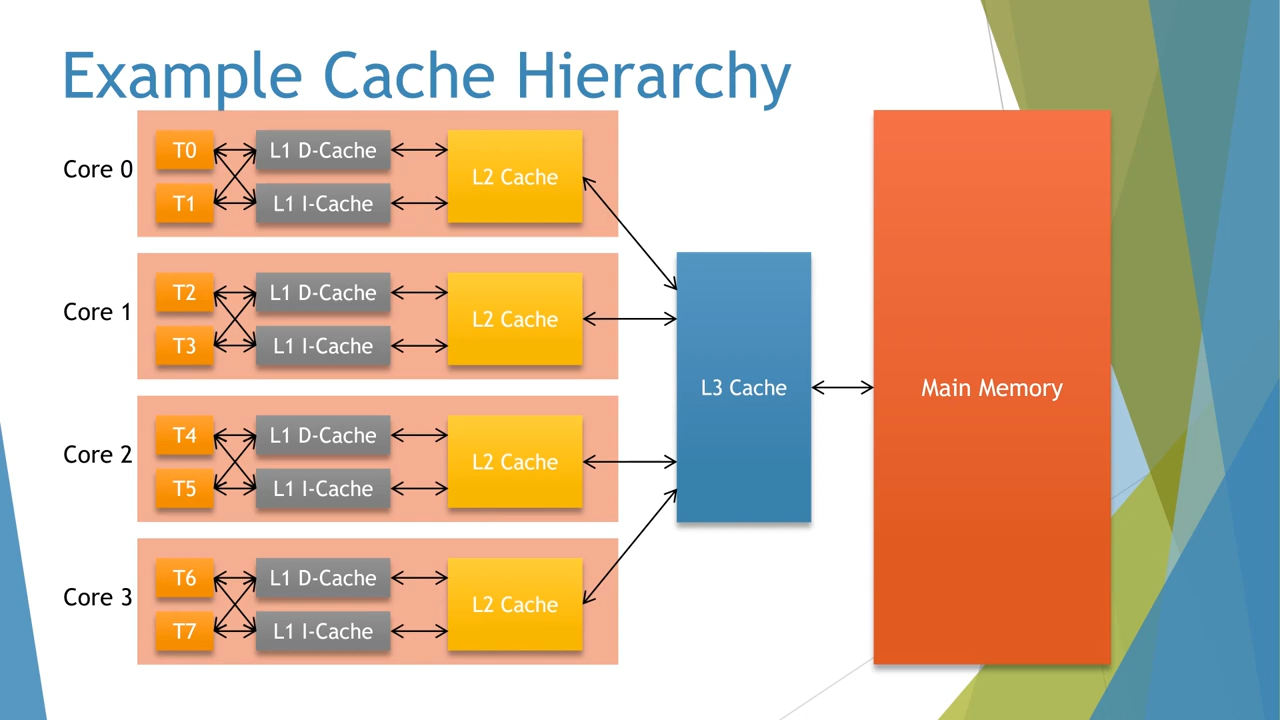 Example Cache Hierarchy
Core 0
T0
L1 D-Cache
T1
L1 I-Cache
L2 Cache
Core 1
T2
L1 D-Cache
T3
L1 I-Cache
L2 Cache
Core 2
T4
L1 D-Cache
T5
L1 I-Cache
L2 Cache
Core 3
T6
L1 D-Cache
T7
L1 I-Cache
L2 Cache
L3 Cache
Main Memory